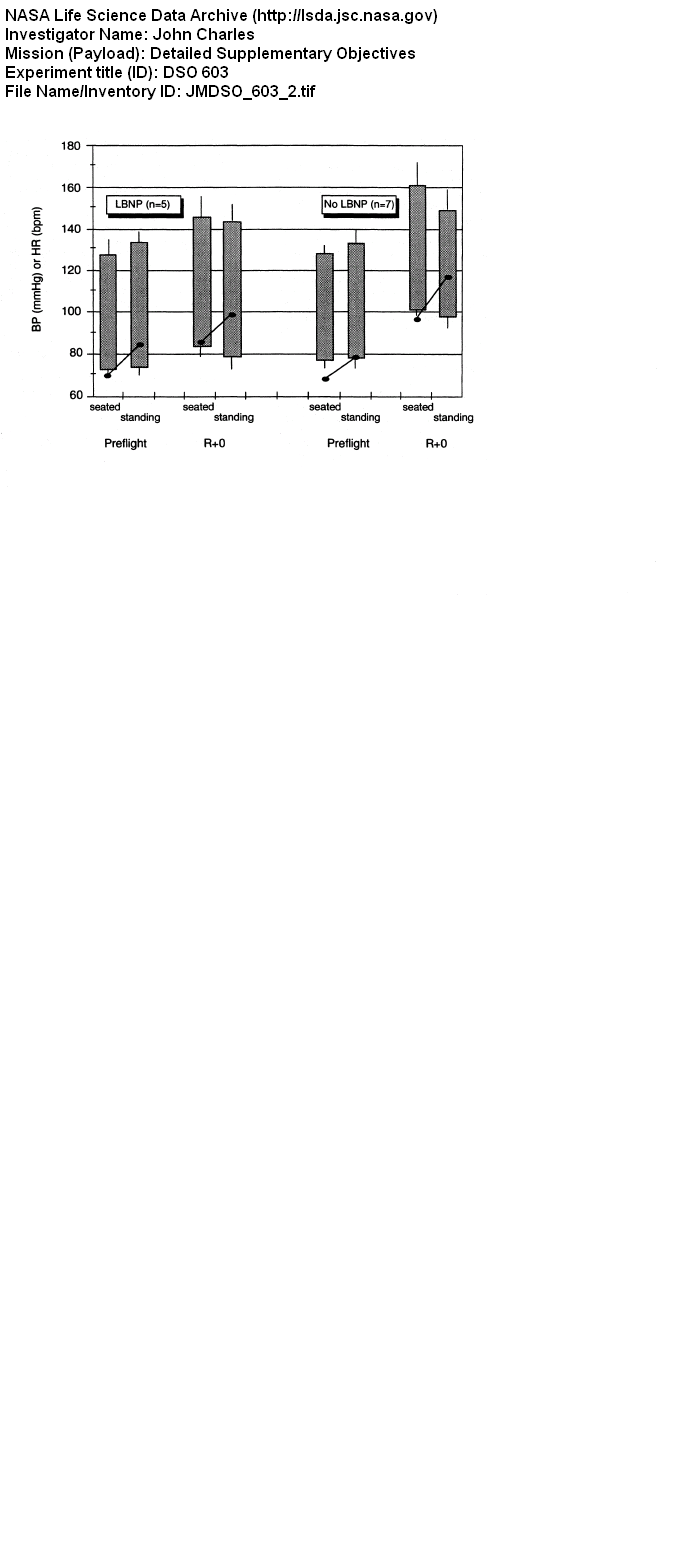 NASA Life Science Data Archive (http://lsda.jsc.nasa.gov)
Investigator Name: John Charles
Mission (Payload): Detailed Supplementary Objectives
Experiment title (ID): DSO 603
File Name/Inventory ID: JMDSO_603_2.tif
BP (mmHg) or HR (bpm)
180
160
140
120
100
80
60
LBNP (n=5)
No LBNP (n=7)
seated standing seated standing seated standing seated standing
Preflight R+0 Preflight R+0